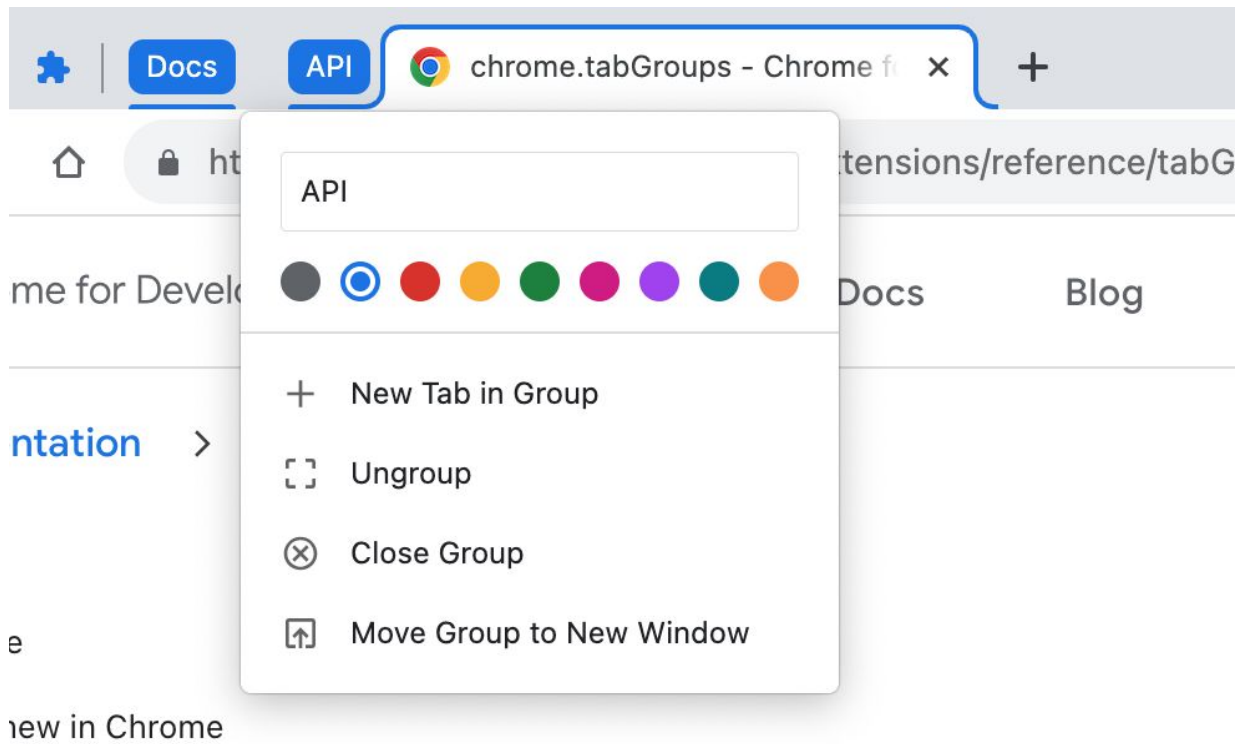 Docs API chrome.tabGroups - Chrome f
ht tensions/reference/tabG
API
me for Develo Docs Blog
New Tab in Group
ntation >
Ungroup
Close Group
Move Group to New Window
e
new in Chrome